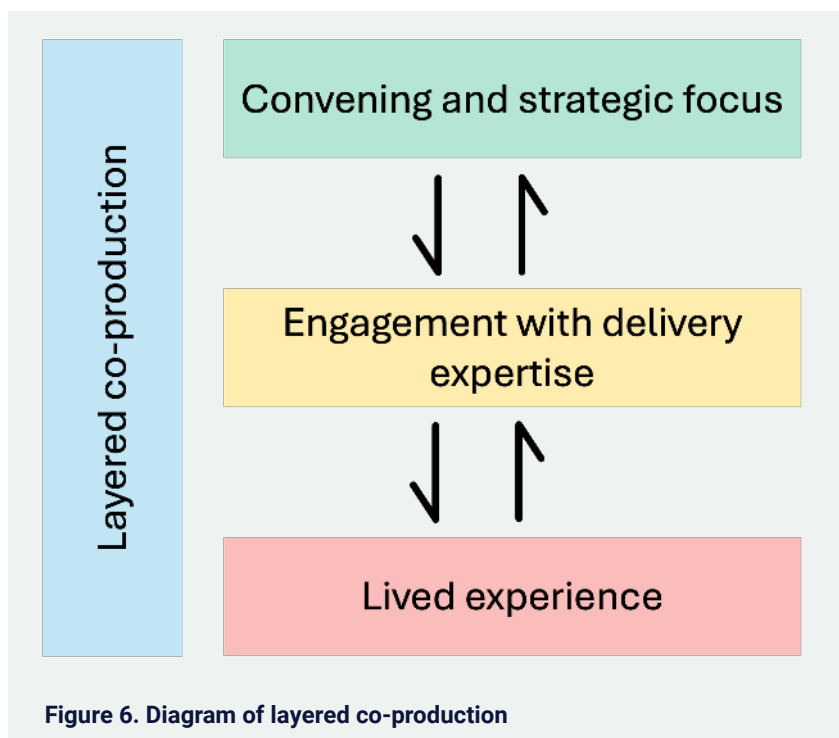 Layered co-production
Convening and strategic focus
Engagement with delivery
expertise
Lived experience
Figure 6. Diagram of layered co-production